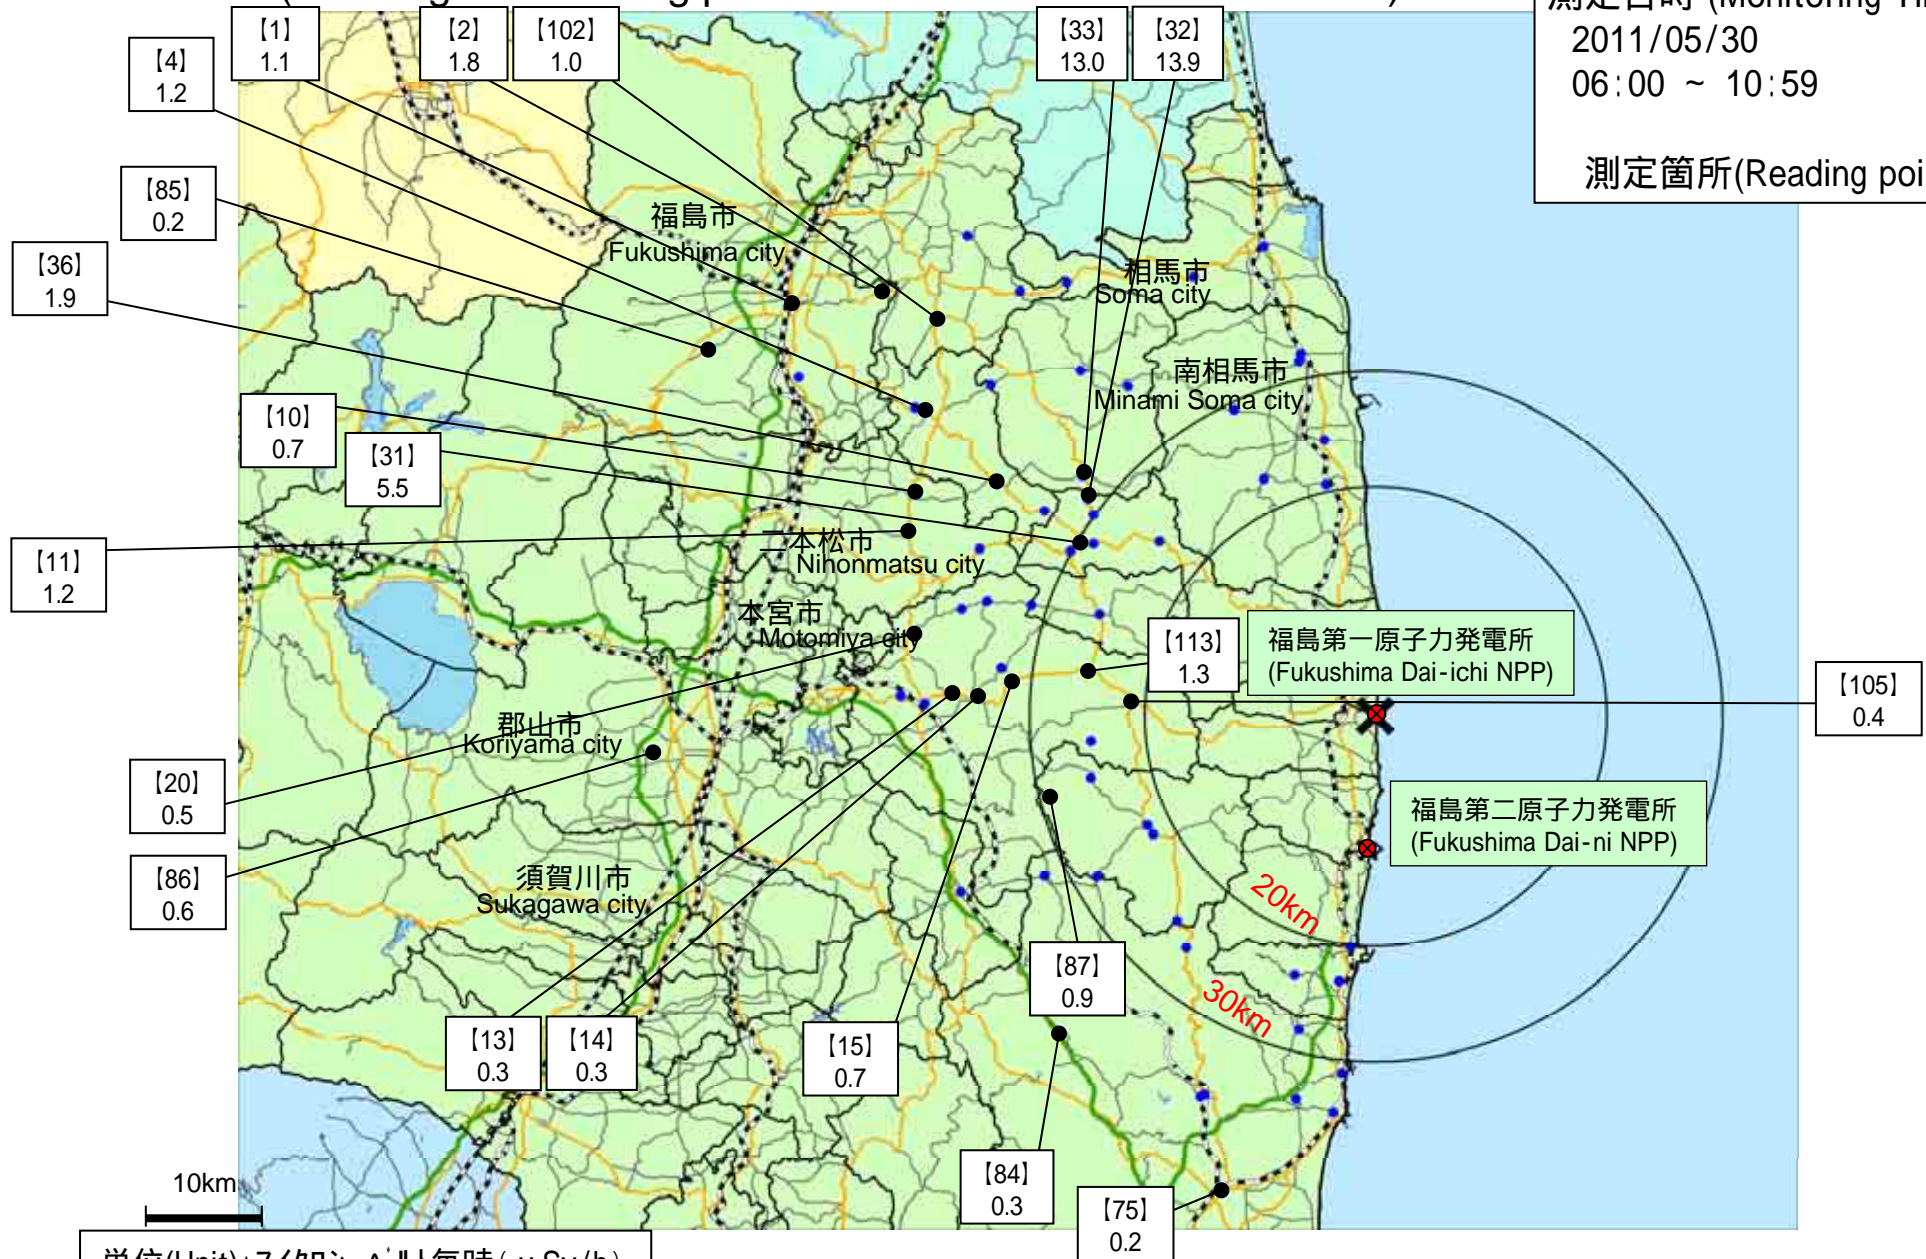 2011/05/30
06:00 ~ 10:59
測定箇所(Reading poi
【1】
1.1
【2】
1.8
【102】
1.0
【33】
13.0
【32】
13.9
【4】
1.2
【85】
0.2
【36】
1.9
【10】
0.7
【31】
5.5
【11】
1.2
【20】
0.5
【86】
0.6
【13】
0.3
【14】
0.3
【15】
0.7
【87】
0.9
【84】
0.3
【75】
0.2
【113】
1.3
【105】
0.4
福島市
Fukushima city
相馬市
Soma city
南相馬市
Minami Soma city
二本松市
Nihonmatsu city
本宮市
Motomiya city
郡山市
Koriyama city
須賀川市
Sukagawa city
福島第一原子力発電所
(Fukushima Dai-ichi NPP)
福島第二原子力発電所
(Fukushima Dai-ni NPP)
20km
30km
10km